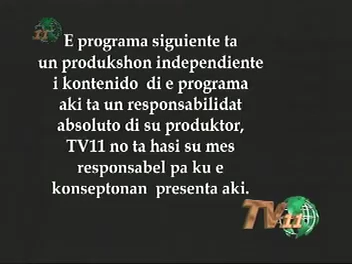 11
E programa siguiente ta
un produkshon independiente
i kontenido di e programa
aki ta un responsabilidat
absoluto di su produktor,
TV11 no ta hasi su mes
responsabel pa ku e
konseptonan presenta aki.
TV11